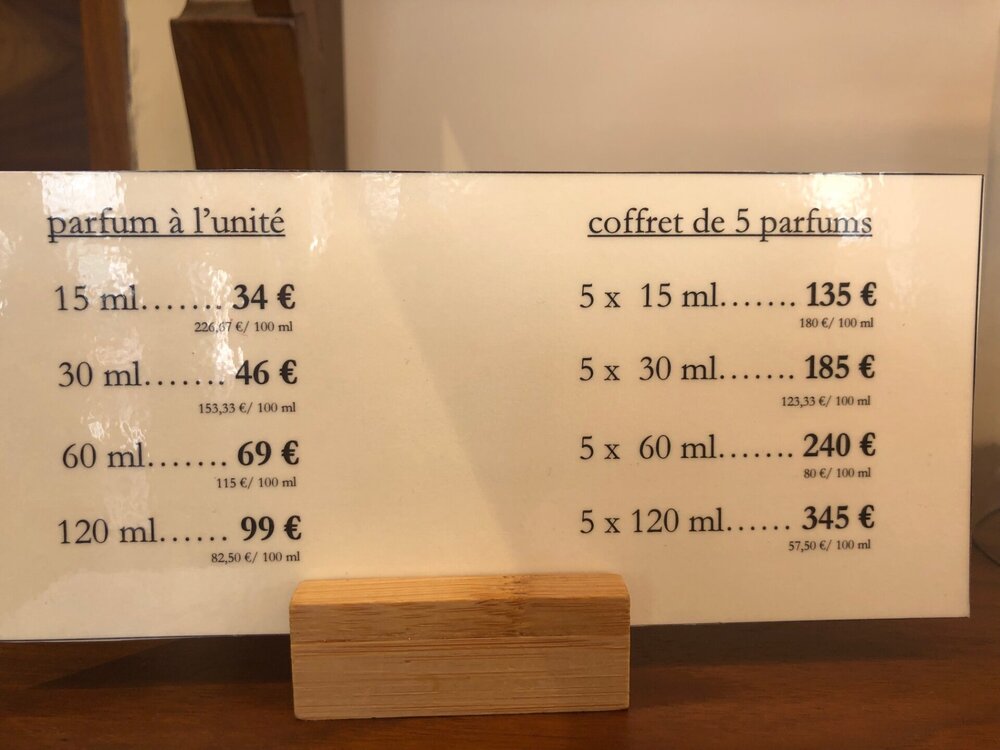 parfum à l'unité
15 ml....... 34 €
226,67 €/ 100 ml
30 ml....... 46 €
153,33 €/ 100 ml
60 ml....... 69 €
115 €/ 100 ml
120 ml...... 99 €
82,50 €/ 100 ml
coffret de 5 parfums
5 x 15 ml....... 135 €
180 €/ 100 ml
5 x 30 ml....... 185 €
123,33 €/ 100 ml
5 x 60 ml....... 240 €
80 €/ 100 ml
5 x 120 ml...... 345 €
57,50 €/ 100 ml